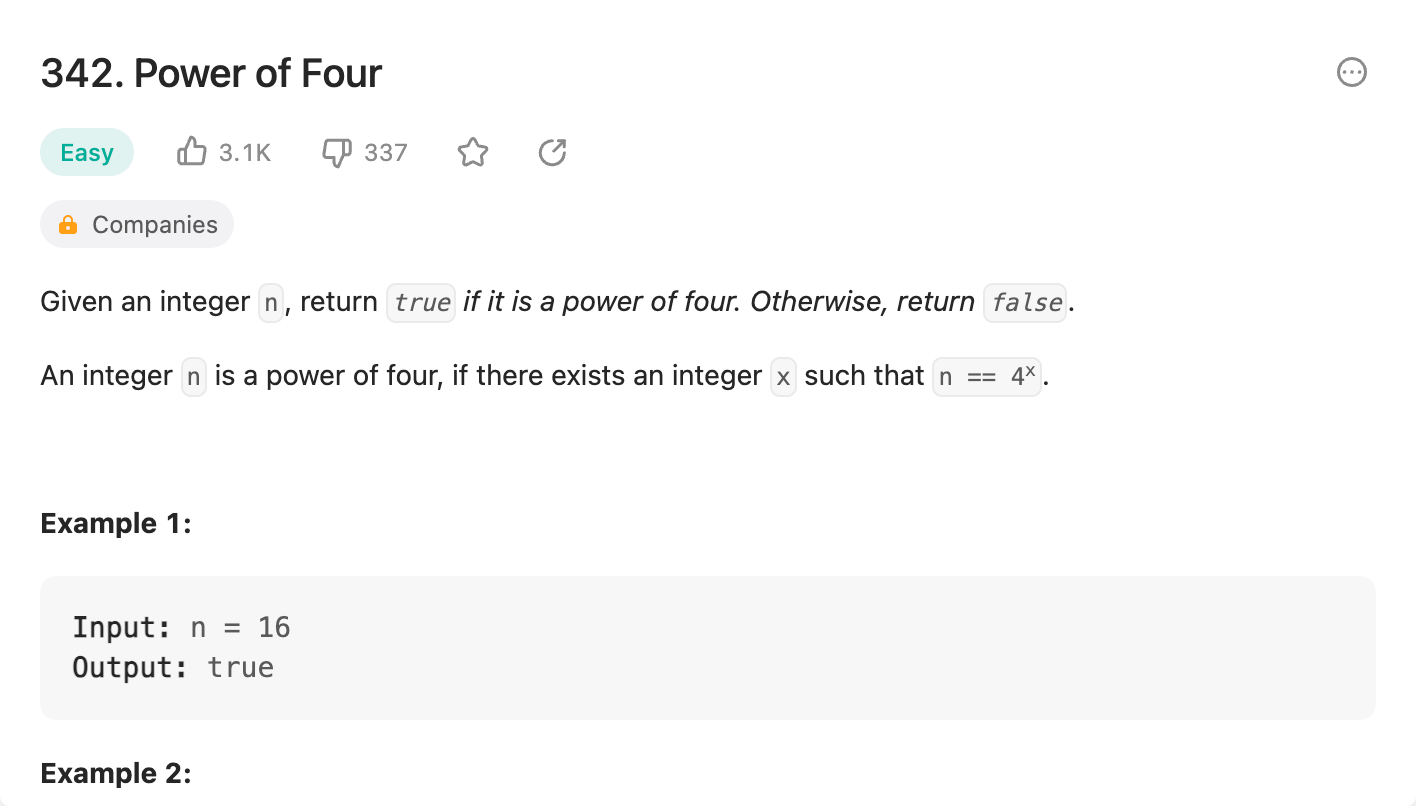 342. Power of Four
Easy 3.1K 337
Companies
Given an integer n, return true if it is a power of four. Otherwise, return false.
An integer n is a power of four, if there exists an integer x such that n == 4ˣ.
Example 1:
Input: n = 16
Output: true
Example 2: